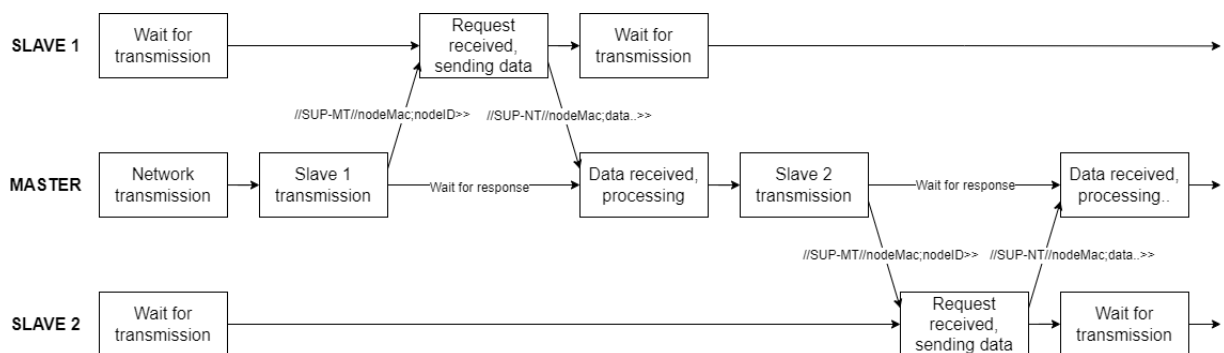 SLAVE 1
Wait for
transmission
Request
received,
sending data
Wait for
transmission
//SUP-MT//nodeMac;nodeID>>
//SUP-NT//nodeMac;data..>>
MASTER
Network
transmission
Slave 1
transmission
Wait for response
Data received,
processing
Slave 2
transmission
Wait for response
Data received,
processing..
//SUP-MT//nodeMac;nodeID>>
//SUP-NT//nodeMac;data..>>
SLAVE 2
Wait for
transmission
Request
received,
sending data
Wait for
transmission